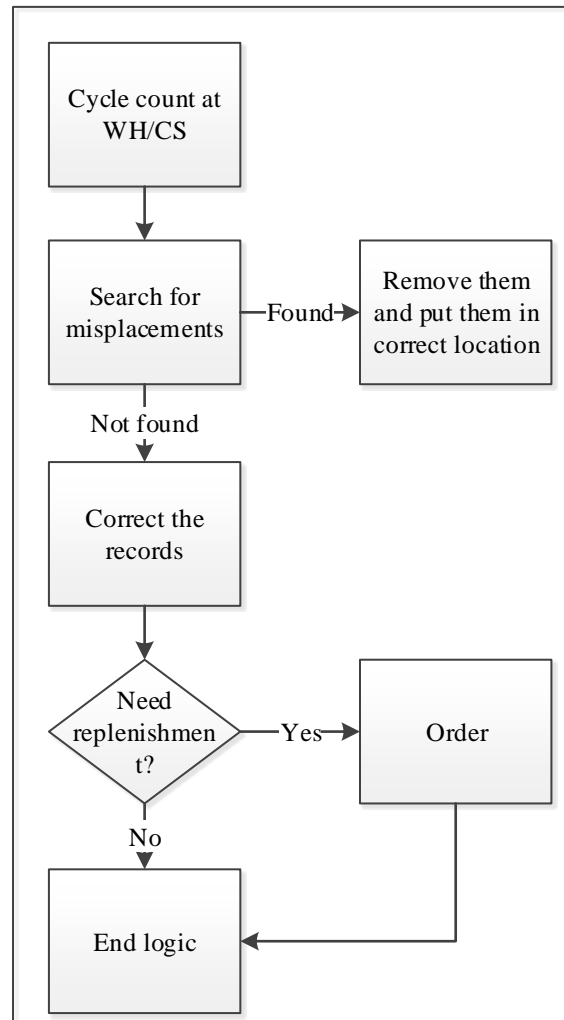 Cycle count at
WH/CS
Search for
misplacements
Found
Remove them
and put them in
correct location
Not found
Correct the
records
Need
replenishmen
t?
Yes
Order
No
End logic